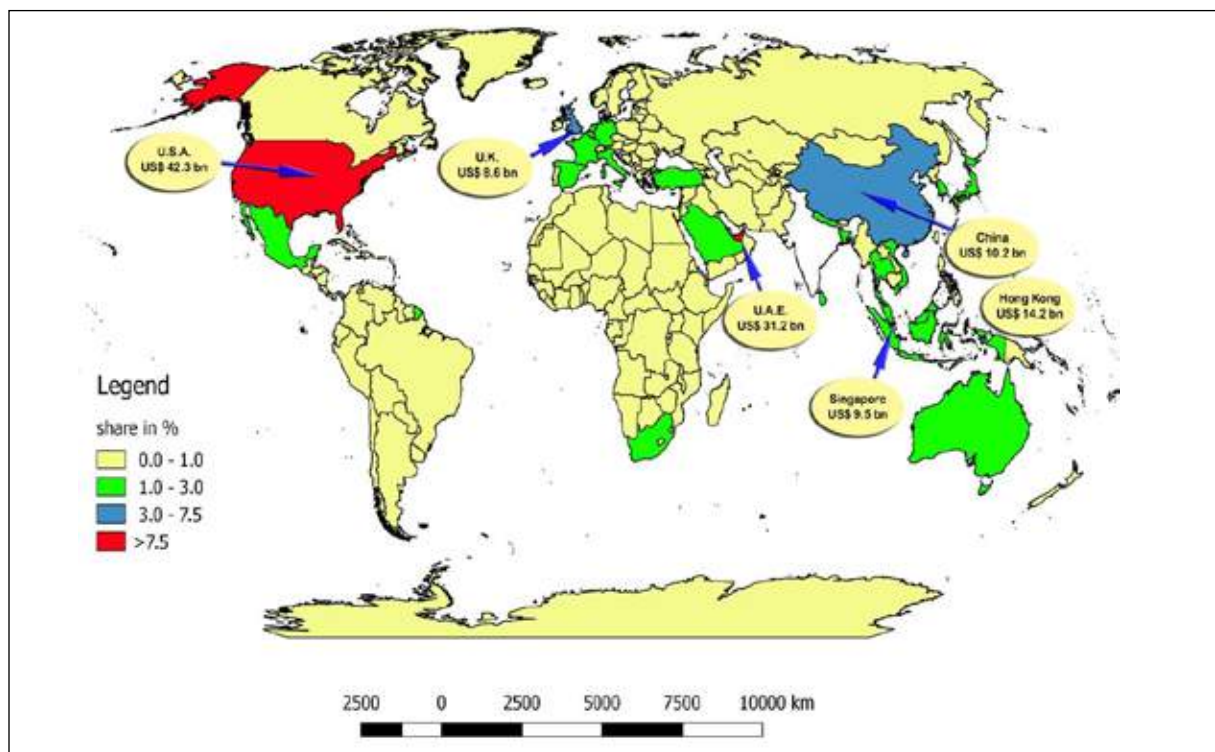 U.S.A.
US$ 42.3 bn
U.K.
US$ 8.6 bn
China
US$ 10.2 bn
Hong Kong
US$ 14.2 bn
U.A.E.
US$ 31.2 bn
Singapore
US$ 9.5 bn
Legend
share in %
0.0 - 1.0
1.0 - 3.0
3.0 - 7.5
>7.5
2500 0 2500 5000 7500 10000 km